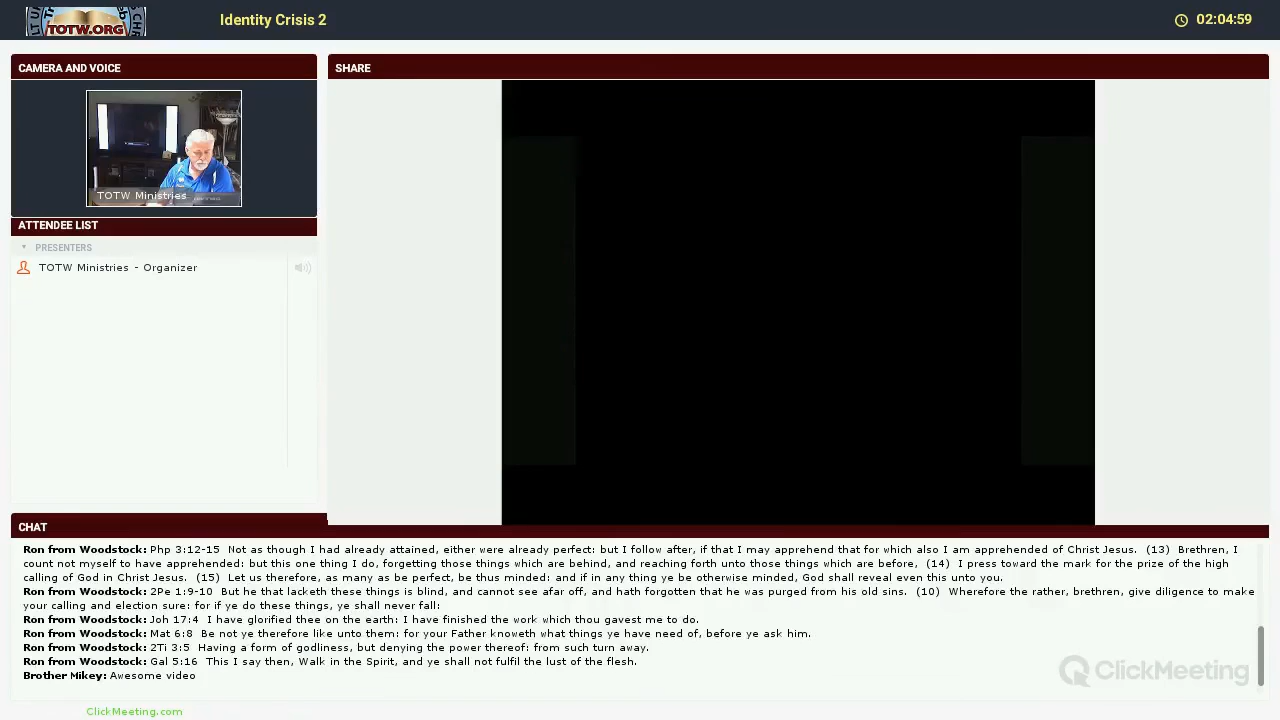 TOTW.ORG
Identity Crisis 2
02:04:59
CAMERA AND VOICE
SHARE
TOTW Ministries
ATTENDEE LIST
PRESENTERS
TOTW Ministries - Organizer
CHAT
Ron from Woodstock: Php 3:12-15  Not as though I had already attained, either were already perfect: but I follow after, if that I may apprehend that for which also I am apprehended of Christ Jesus.  (13)  Brethren, I
count not myself to have apprehended: but this one thing I do, forgetting those things which are behind, and reaching forth unto those things which are before,  (14)  I press toward the mark for the prize of the high
calling of God in Christ Jesus.  (15)  Let us therefore, as many as be perfect, be thus minded: and if in any thing ye be otherwise minded, God shall reveal even this unto you.
Ron from Woodstock: 2Pe 1:9-10  But he that lacketh these things is blind, and cannot see afar off, and hath forgotten that he was purged from his old sins.  (10)  Wherefore the rather, brethren, give diligence to make
your calling and election sure: for if ye do these things, ye shall never fall:
Ron from Woodstock: Joh 17:4  I have glorified thee on the earth: I have finished the work which thou gavest me to do.
Ron from Woodstock: Mat 6:8  Be not ye therefore like unto them: for your Father knoweth what things ye have need of, before ye ask him.
Ron from Woodstock: 2Ti 3:5  Having a form of godliness, but denying the power thereof: from such turn away.
Ron from Woodstock: Gal 5:16  This I say then, Walk in the Spirit, and ye shall not fulfil the lust of the flesh.
Brother Mikey: Awesome video
ClickMeeting
ClickMeeting.com